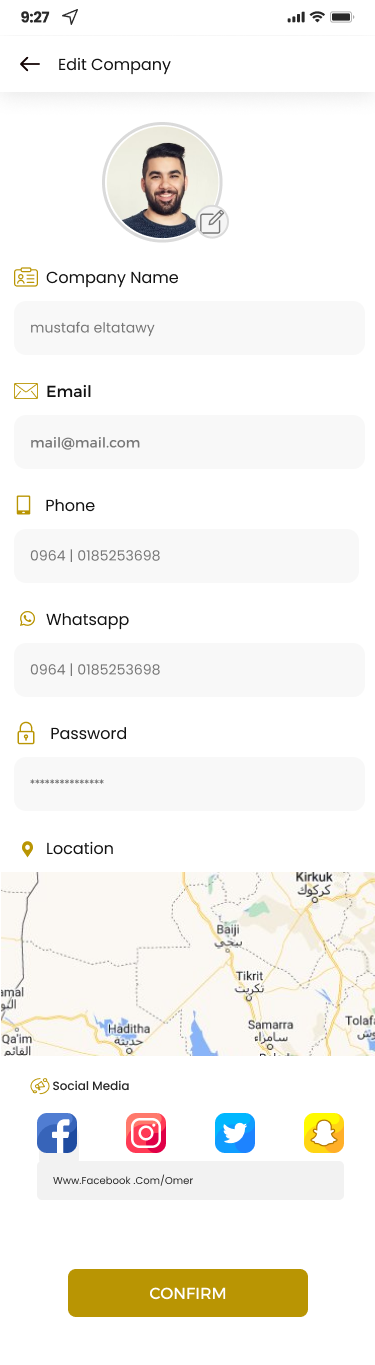 9:27
Edit Company
Company Name
mustafa eltatawy
Email
mail@mail.com
Phone
0964 | 0185253698
Whatsapp
0964 | 0185253698
Password
***************
Location
Kirkuk
كركوك
Baiji
بيجي
Tikrit
تكريت
Haditha
حديثة
Samarra
سامراء
Qa'im
القائم
Social Media
Www.Facebook .Com/Omer
CONFIRM